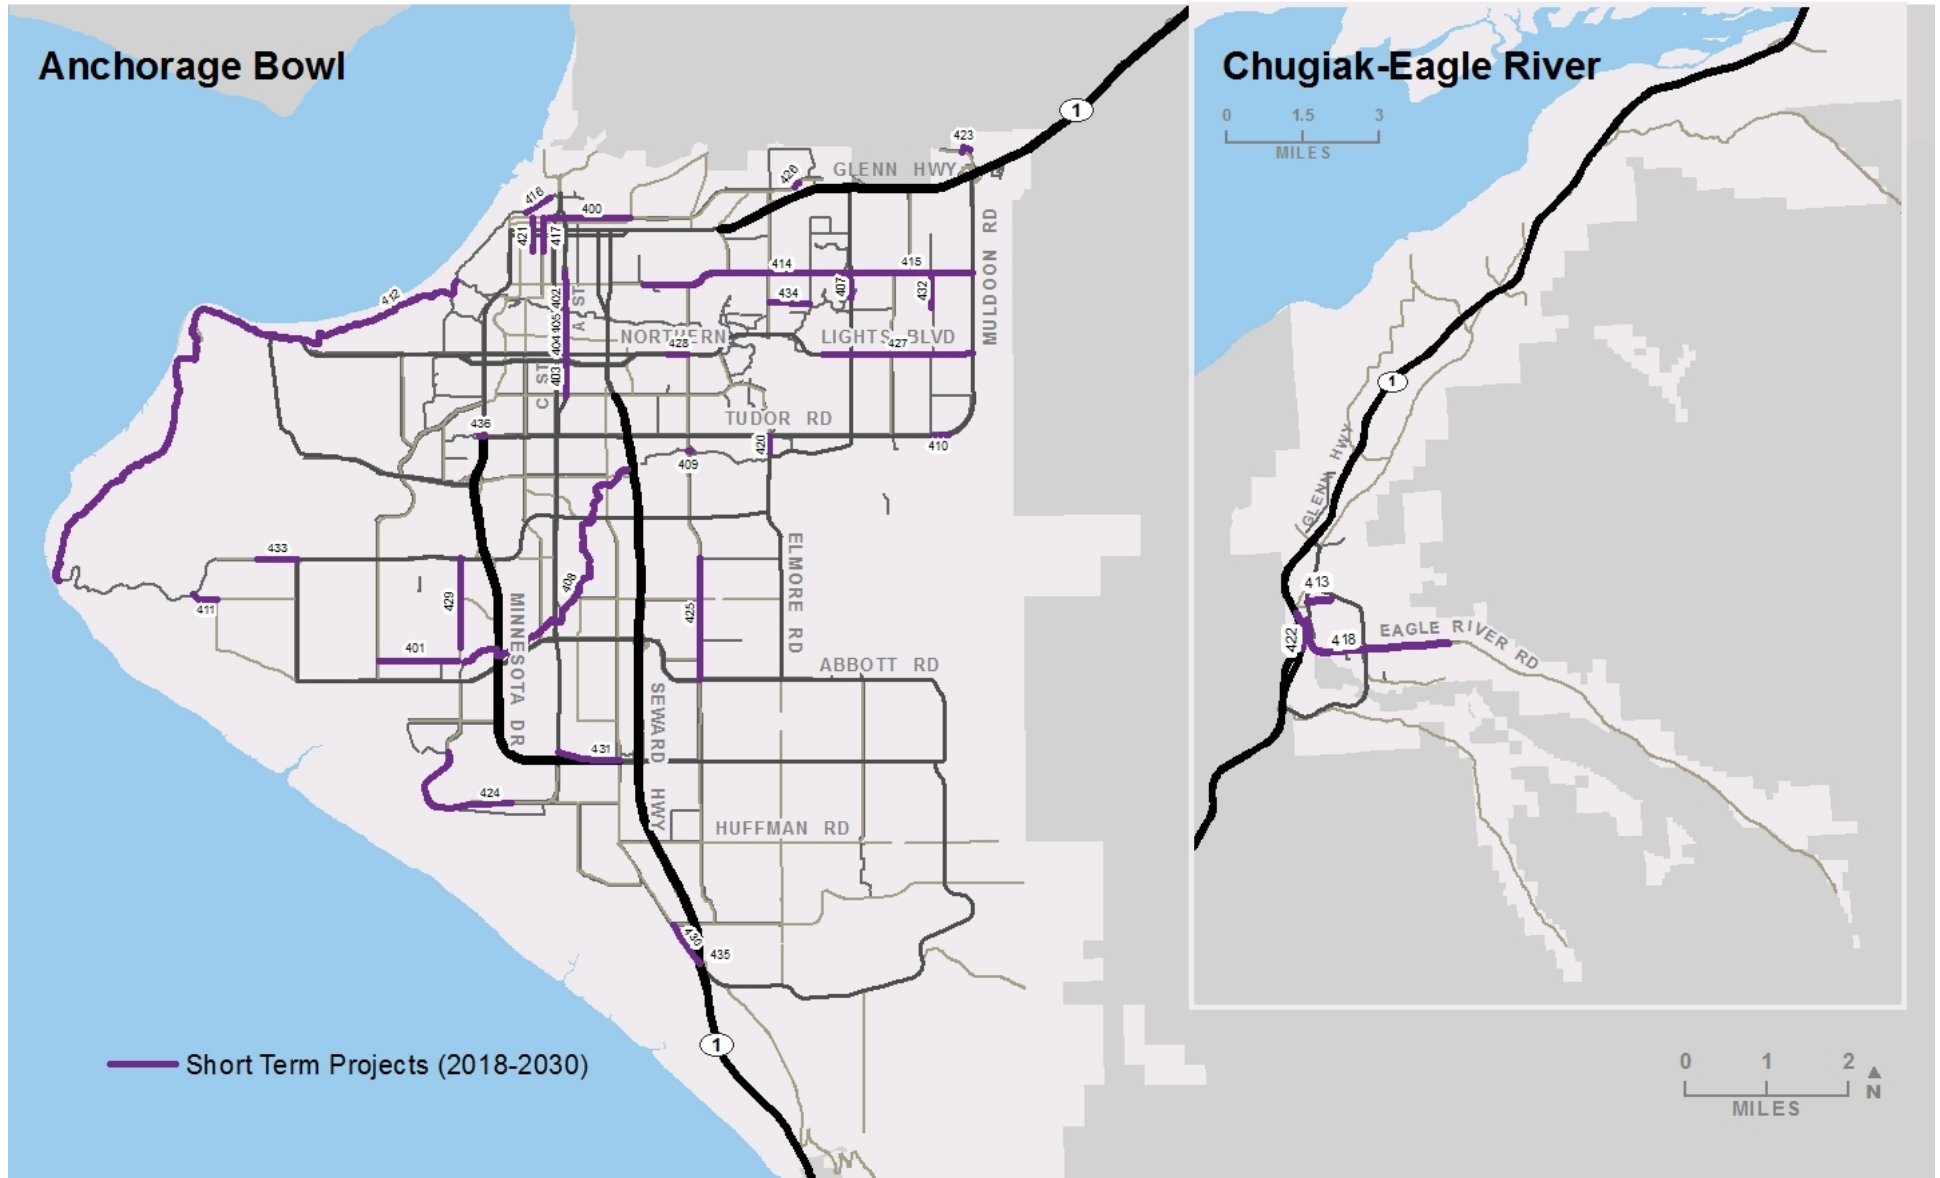 Anchorage Bowl
Chugiak-Eagle River
0 1.5 3
MILES
1
423
GLENN HWY
426
416
400
421
417
MULDOON RD
414
415
407
432
434
412
402
A ST
405
404
403
C ST
NORTHERN LIGHTS BLVD
428
427
TUDOR RD
436
420
410
409
1
GLENN HWY
433
411
429
408
425
ELMORE RD
MINNESOTA DR
401
ABBOTT RD
413
422
418
EAGLE RIVER RD
SEWARD HWY
431
424
HUFFMAN RD
430
435
1
Short Term Projects (2018-2030)
0 1 2
MILES
N